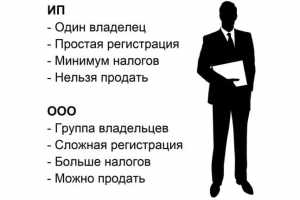 ИП
- Один владелец
- Простая регистрация
- Минимум налогов
- Нельзя продать
ООО
- Группа владельцев
- Сложная регистрация
- Больше налогов
- Можно продать